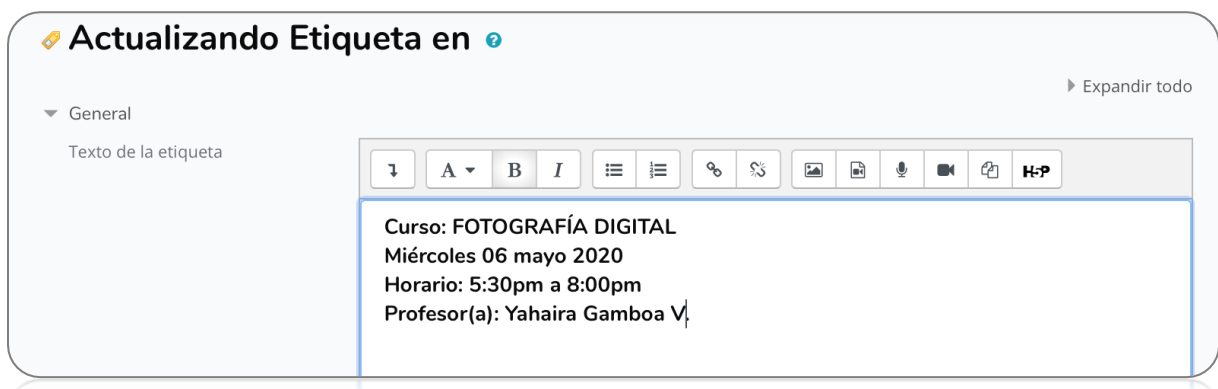 Actualizando Etiqueta en
Expandir todo
General
Texto de la etiqueta
A B I H5P
Curso: FOTOGRAFÍA DIGITAL
Miércoles 06 mayo 2020
Horario: 5:30pm a 8:00pm
Profesor(a): Yahaira Gamboa V.